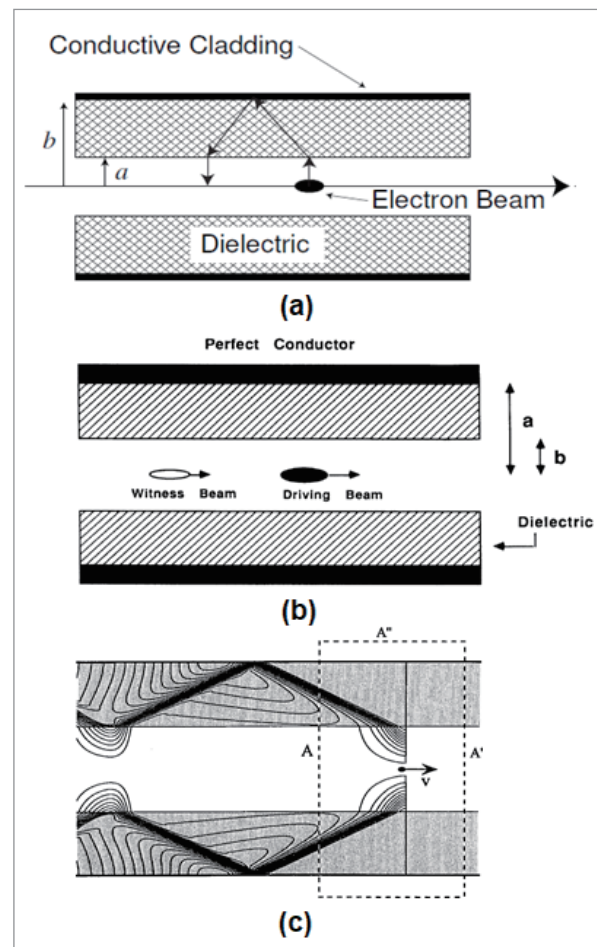 Conductive Cladding
b
a
Electron Beam
Dielectric
(a)
Perfect Conductor
a
b
Witness Beam
Driving Beam
Dielectric
(b)
A"
A
A'
v
(c)